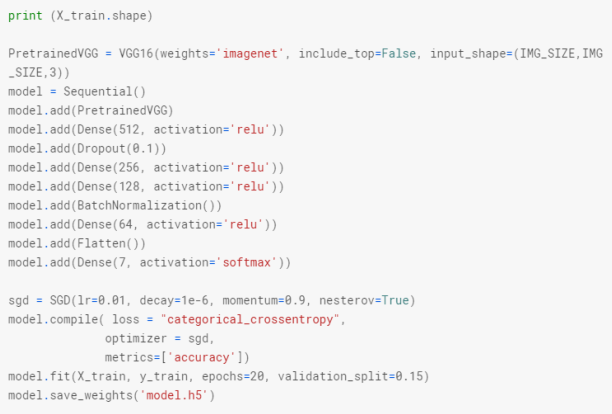 print (X_train.shape)
PretrainedVGG = VGG16(weights='imagenet', include_top=False, input_shape=(IMG_SIZE,IMG
_SIZE,3))
model = Sequential()
model.add(PretrainedVGG)
model.add(Dense(512, activation='relu'))
model.add(Dropout(0.1))
model.add(Dense(256, activation='relu'))
model.add(Dense(128, activation='relu'))
model.add(BatchNormalization())
model.add(Dense(64, activation='relu'))
model.add(Flatten())
model.add(Dense(7, activation='softmax'))
sgd = SGD(lr=0.01, decay=1e-6, momentum=0.9, nesterov=True)
model.compile( loss = "categorical_crossentropy",
optimizer = sgd,
metrics=['accuracy'])
model.fit(X_train, y_train, epochs=20, validation_split=0.15)
model.save_weights('model.h5')